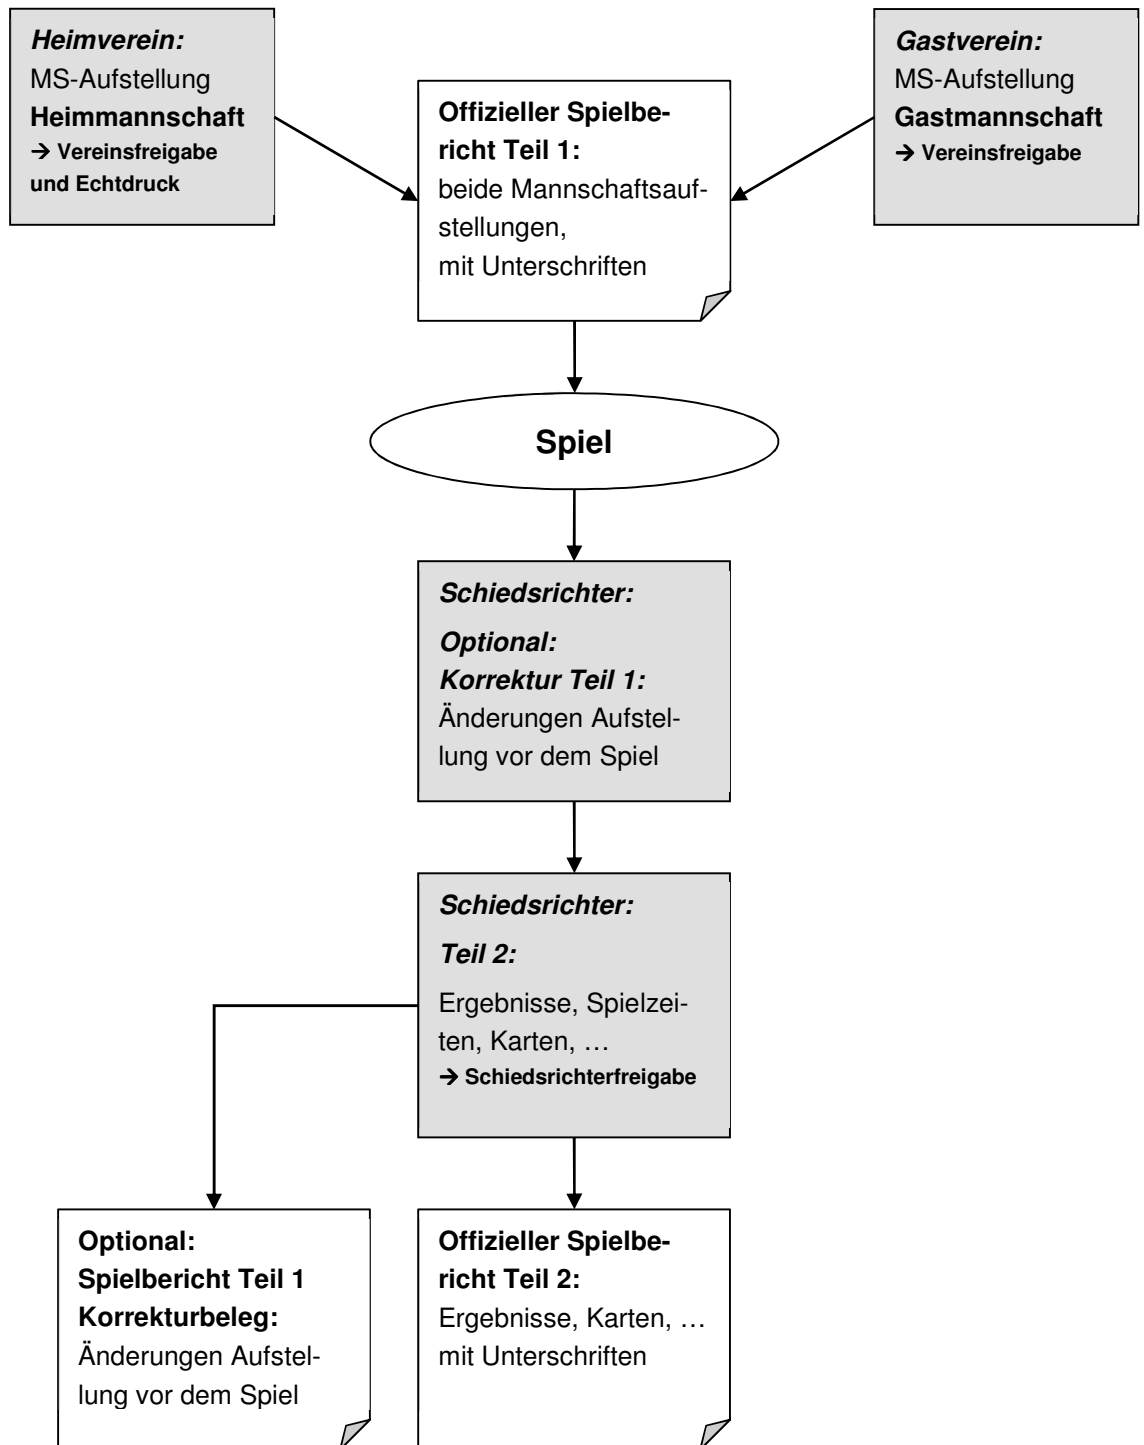 Heimverein:
MS-Aufstellung
Heimmannschaft
→ Vereinsfreigabe
und Echtdruck
Gastverein:
MS-Aufstellung
Gastmannschaft
→ Vereinsfreigabe
Offizieller Spielbe-
richt Teil 1:
beide Mannschaftsauf-
stellungen,
mit Unterschriften
Spiel
Schiedsrichter:
Optional:
Korrektur Teil 1:
Änderungen Aufstel-
lung vor dem Spiel
Schiedsrichter:
Teil 2:
Ergebnisse, Spielzei-
ten, Karten, …
→ Schiedsrichterfreigabe
Optional:
Spielbericht Teil 1
Korrekturbeleg:
Änderungen Aufstel-
lung vor dem Spiel
Offizieller Spielbe-
richt Teil 2:
Ergebnisse, Karten, …
mit Unterschriften